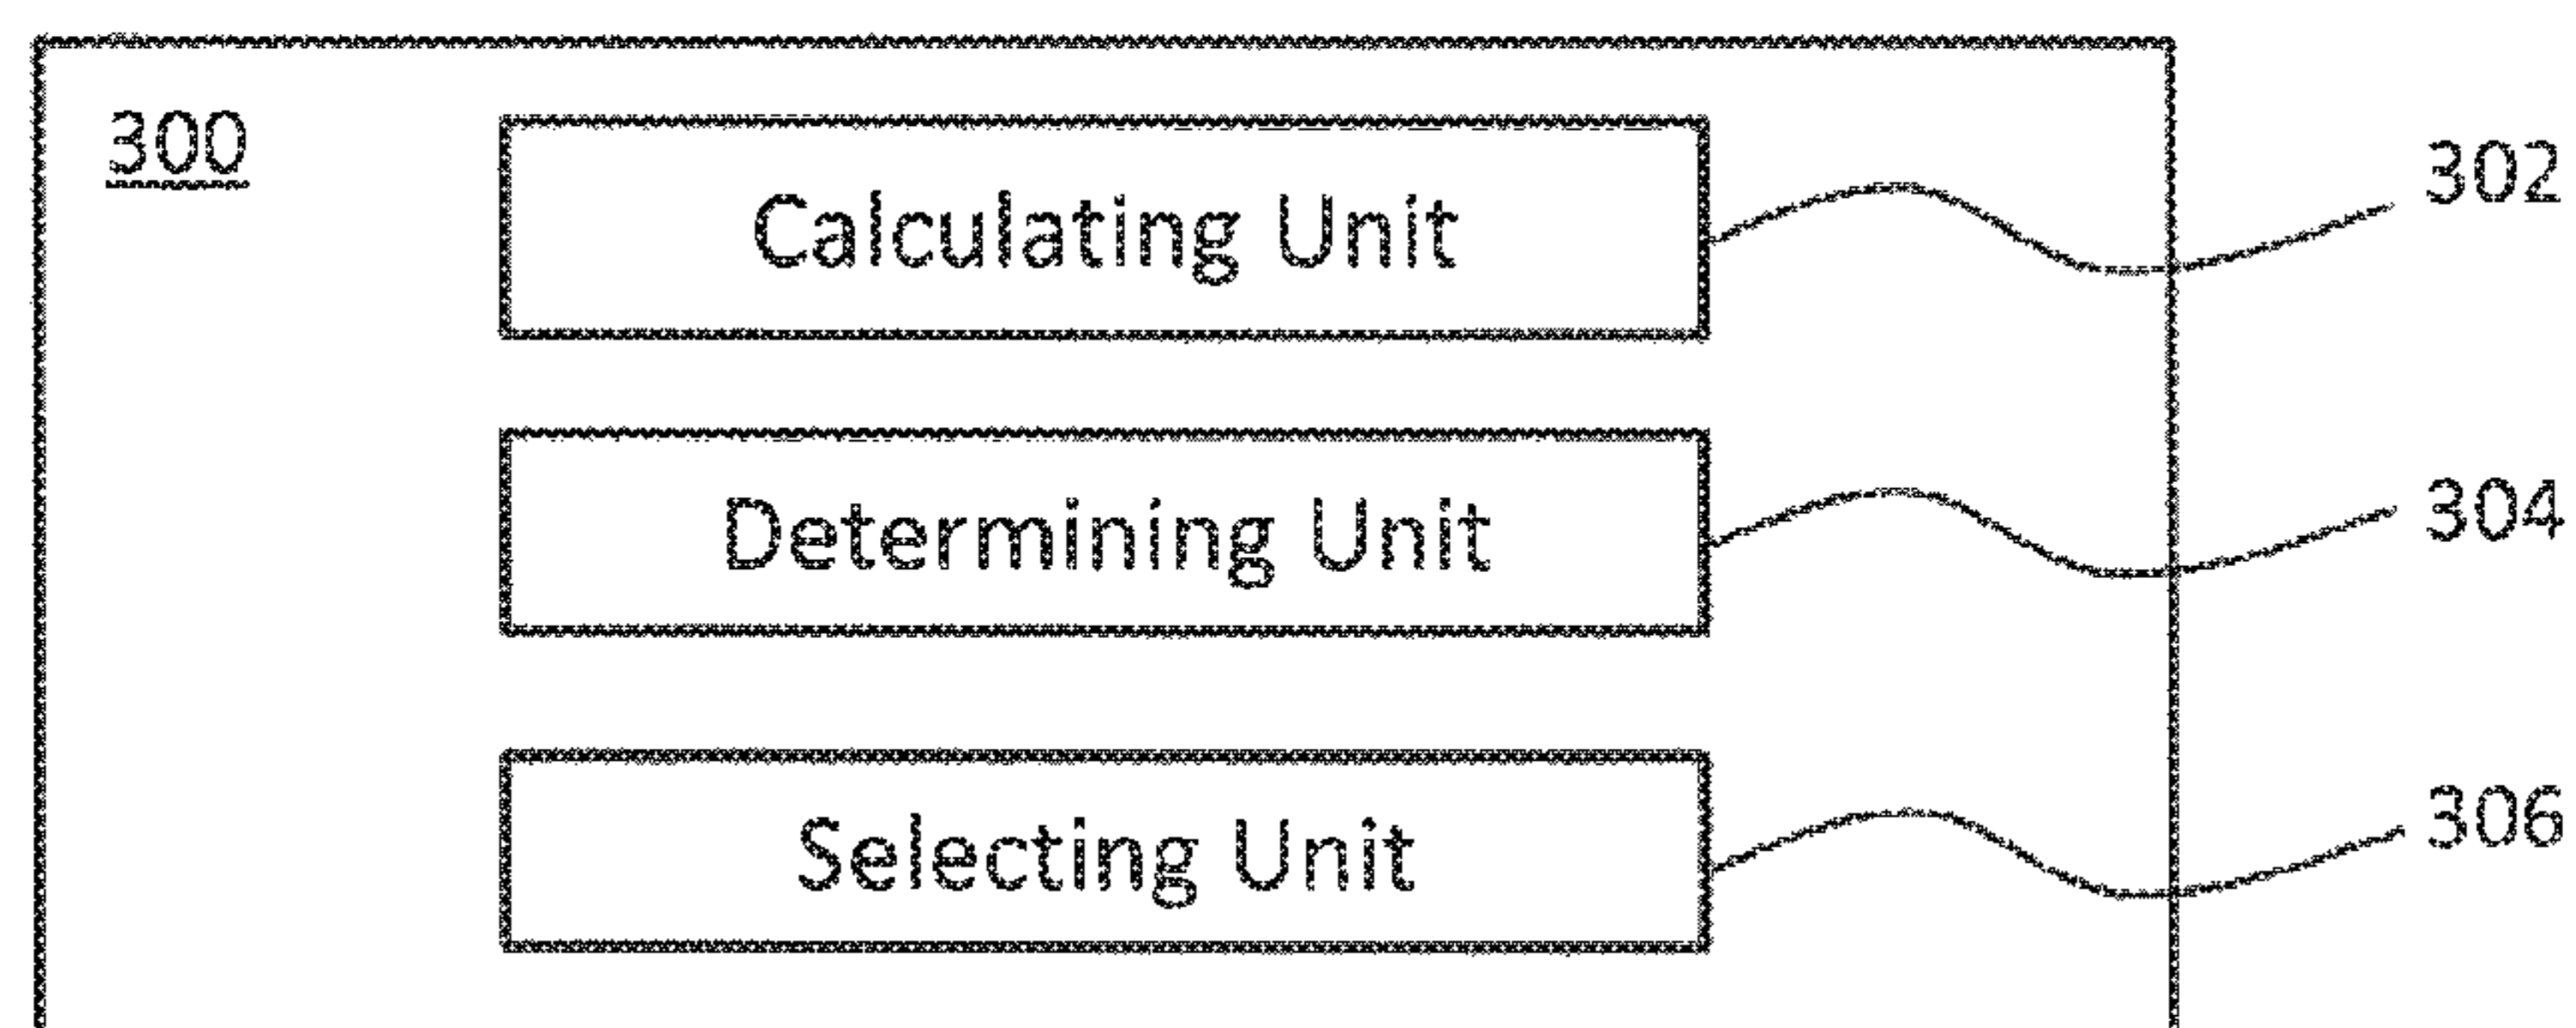 300
Calculating Unit
302
Determining Unit
304
Selecting Unit
306